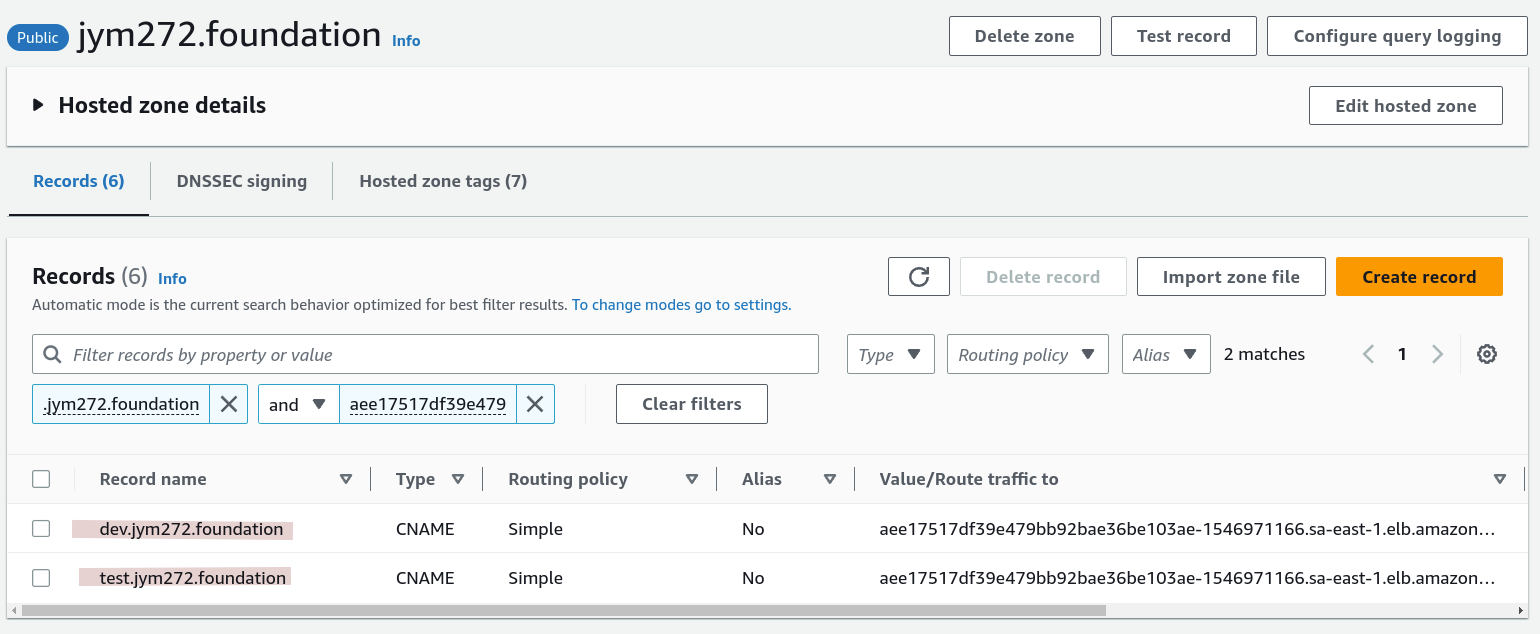 Public jym272.foundation Info Delete zone Test record Configure query logging
Hosted zone details Edit hosted zone
Records (6) DNSSEC signing Hosted zone tags (7)
Records (6) Info Delete record Import zone file Create record
Automatic mode is the current search behavior optimized for best filter results. To change modes go to settings.
Filter records by property or value Type Routing policy Alias 2 matches 1
.jym272.foundation and aee17517df39e479 Clear filters
Record name Type Routing policy Alias Value/Route traffic to
dev.jym272.foundation CNAME Simple No aee17517df39e479bb92bae36be103ae-1546971166.sa-east-1.elb.amazon...
test.jym272.foundation CNAME Simple No aee17517df39e479bb92bae36be103ae-1546971166.sa-east-1.elb.amazon...